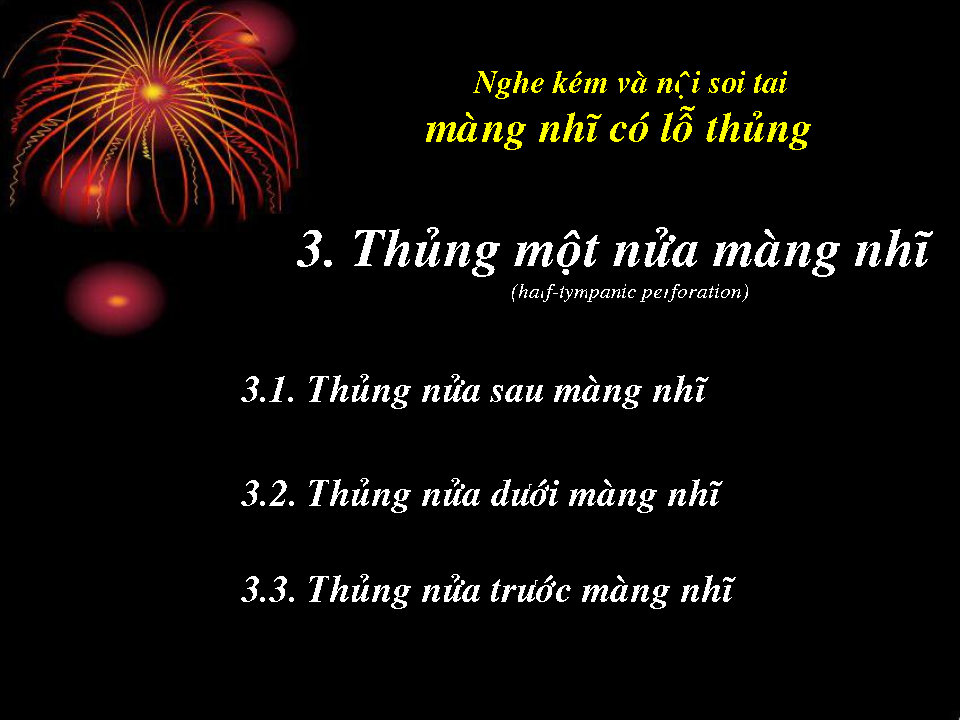 Nghe kém và nội soi tai
màng nhĩ có lỗ thủng
3. Thủng một nửa màng nhĩ
(half-tympanic perforation)
3.1. Thủng nửa sau màng nhĩ
3.2. Thủng nửa dưới màng nhĩ
3.3. Thủng nửa trước màng nhĩ